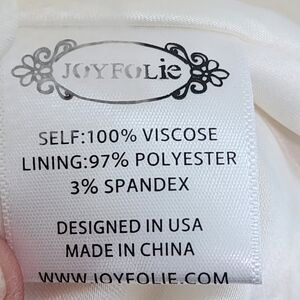 JOYFOLie
SELF:100% VISCOSE
LINING:97% POLYESTER
3% SPANDEX
DESIGNED IN USA
MADE IN CHINA
WWW.JOYFOLIE.COM